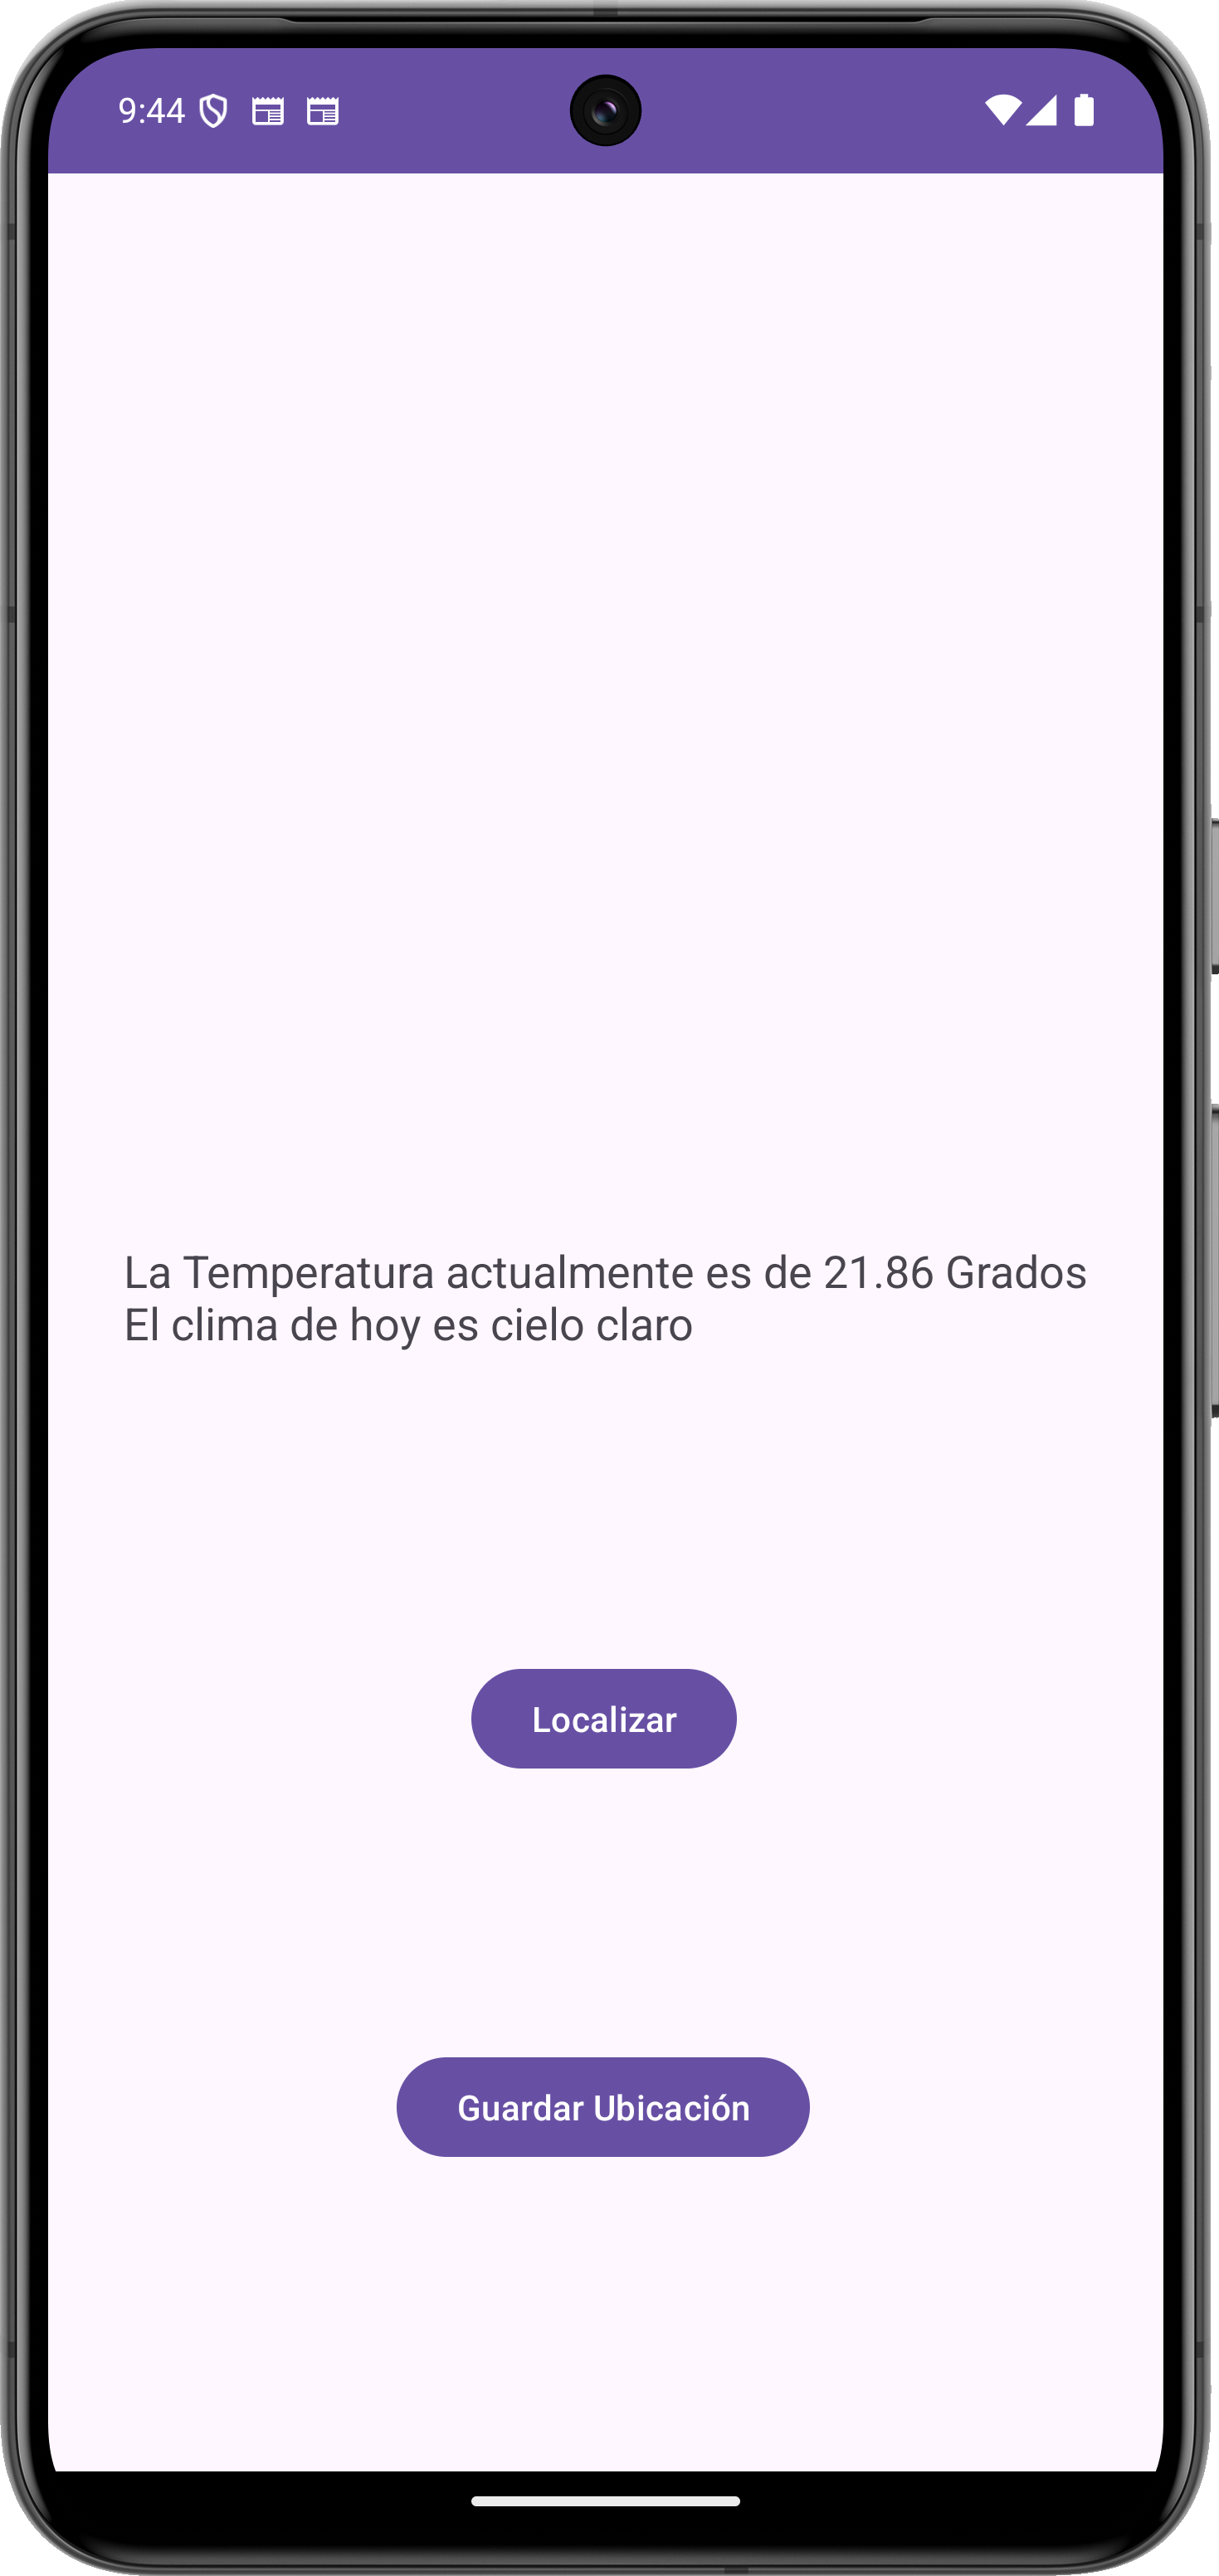 9:44
La Temperatura actualmente es de 21.86 Grados
El clima de hoy es cielo claro
Localizar
Guardar Ubicación